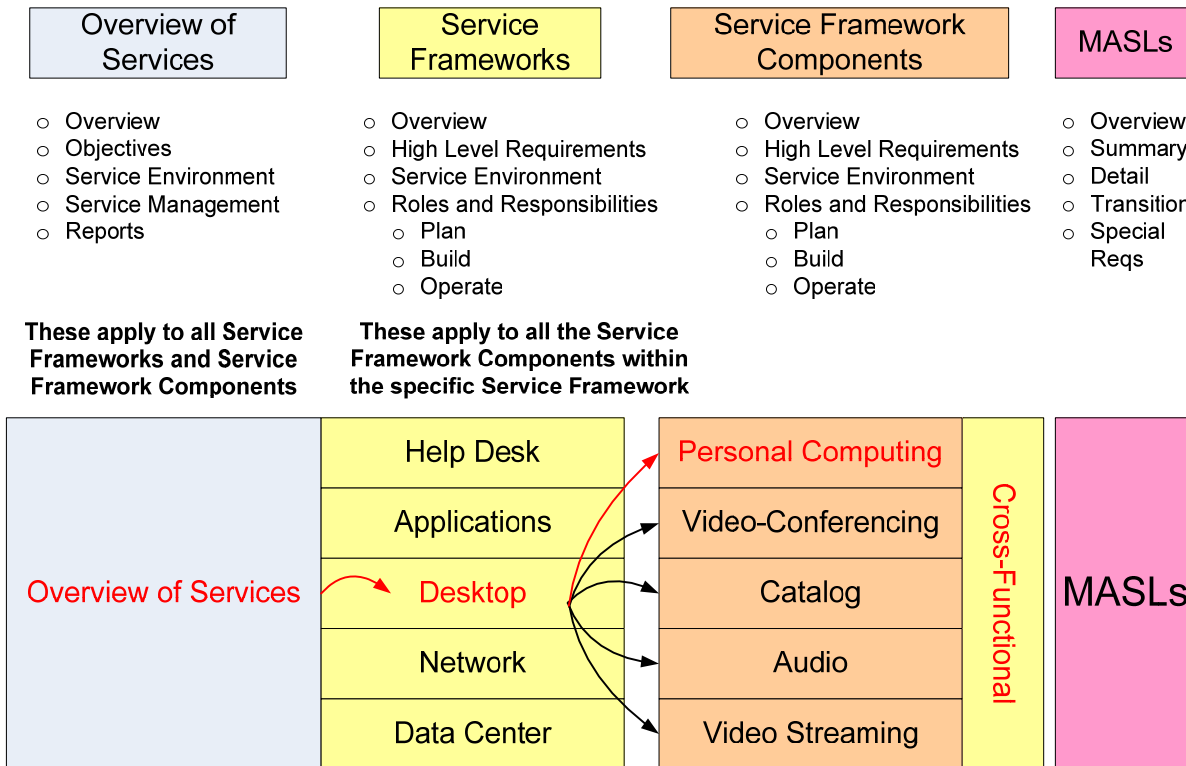 Overview of
Services
Service
Frameworks
Service Framework
Components
MASLs
Overview
Objectives
Service Environment
Service Management
Reports
Overview
High Level Requirements
Service Environment
Roles and Responsibilities
Plan
Build
Operate
Overview
High Level Requirements
Service Environment
Roles and Responsibilities
Plan
Build
Operate
Overview
Summary
Detail
Transition
Special
Reqs
These apply to all Service
Frameworks and Service
Framework Components
These apply to all the Service
Framework Components within
the specific Service Framework
Overview of Services
Help Desk
Applications
Desktop
Network
Data Center
Personal Computing
Video-Conferencing
Catalog
Audio
Video Streaming
Cross-Functional
MASLs